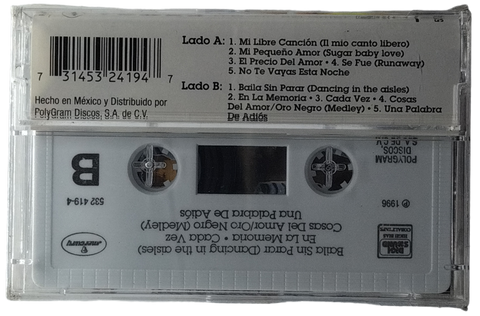 Lado A: 1. Mi Libre Canción (Il mio canto libero)
2. Mi Pequeño Amor (Sugar baby love)
3. El Precio Del Amor • 4. Se Fue (Runaway)
5. No Te Vayas Esta Noche
7 31453 24194 7
Lado B: 1. Baila Sin Parar (Dancing in the aisles)
2. En La Memoria • 3. Cada Vez • 4. Cosas
Del Amor/Oro Negro (Medley) • 5. Una Palabra
De Adiós
Hecho en México y Distribuido por
PolyGram Discos, S.A. de C.V.
B
532 419-4
POLYGRAM
DISCOS,
S.A. DE C.V.
℗ 1996
Baila Sin Parar (Dancing in the aisles)
En La Memoria • Cada Vez
Cosas Del Amor/Oro Negro (Medley)
Una Palabra De Adiós